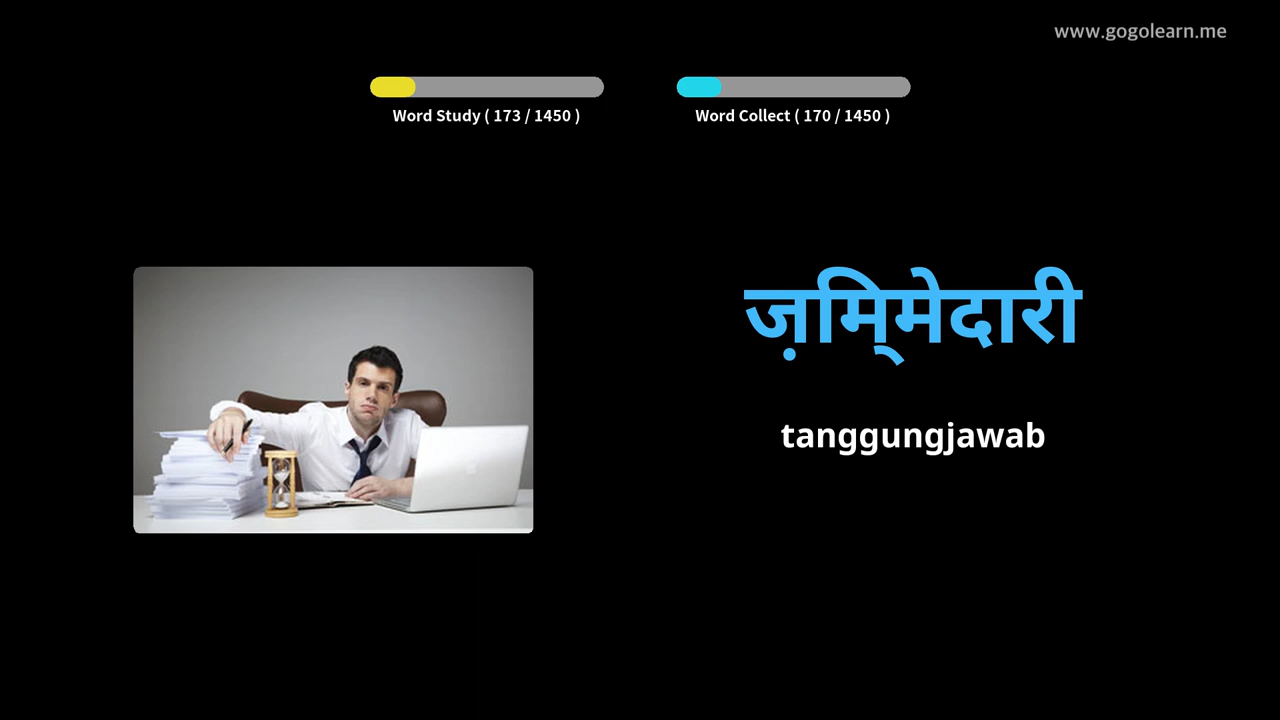 www.gogolearn.me
Word Study ( 173 / 1450 )
Word Collect ( 170 / 1450 )
ज़िम्मेदारी
tanggungjawab